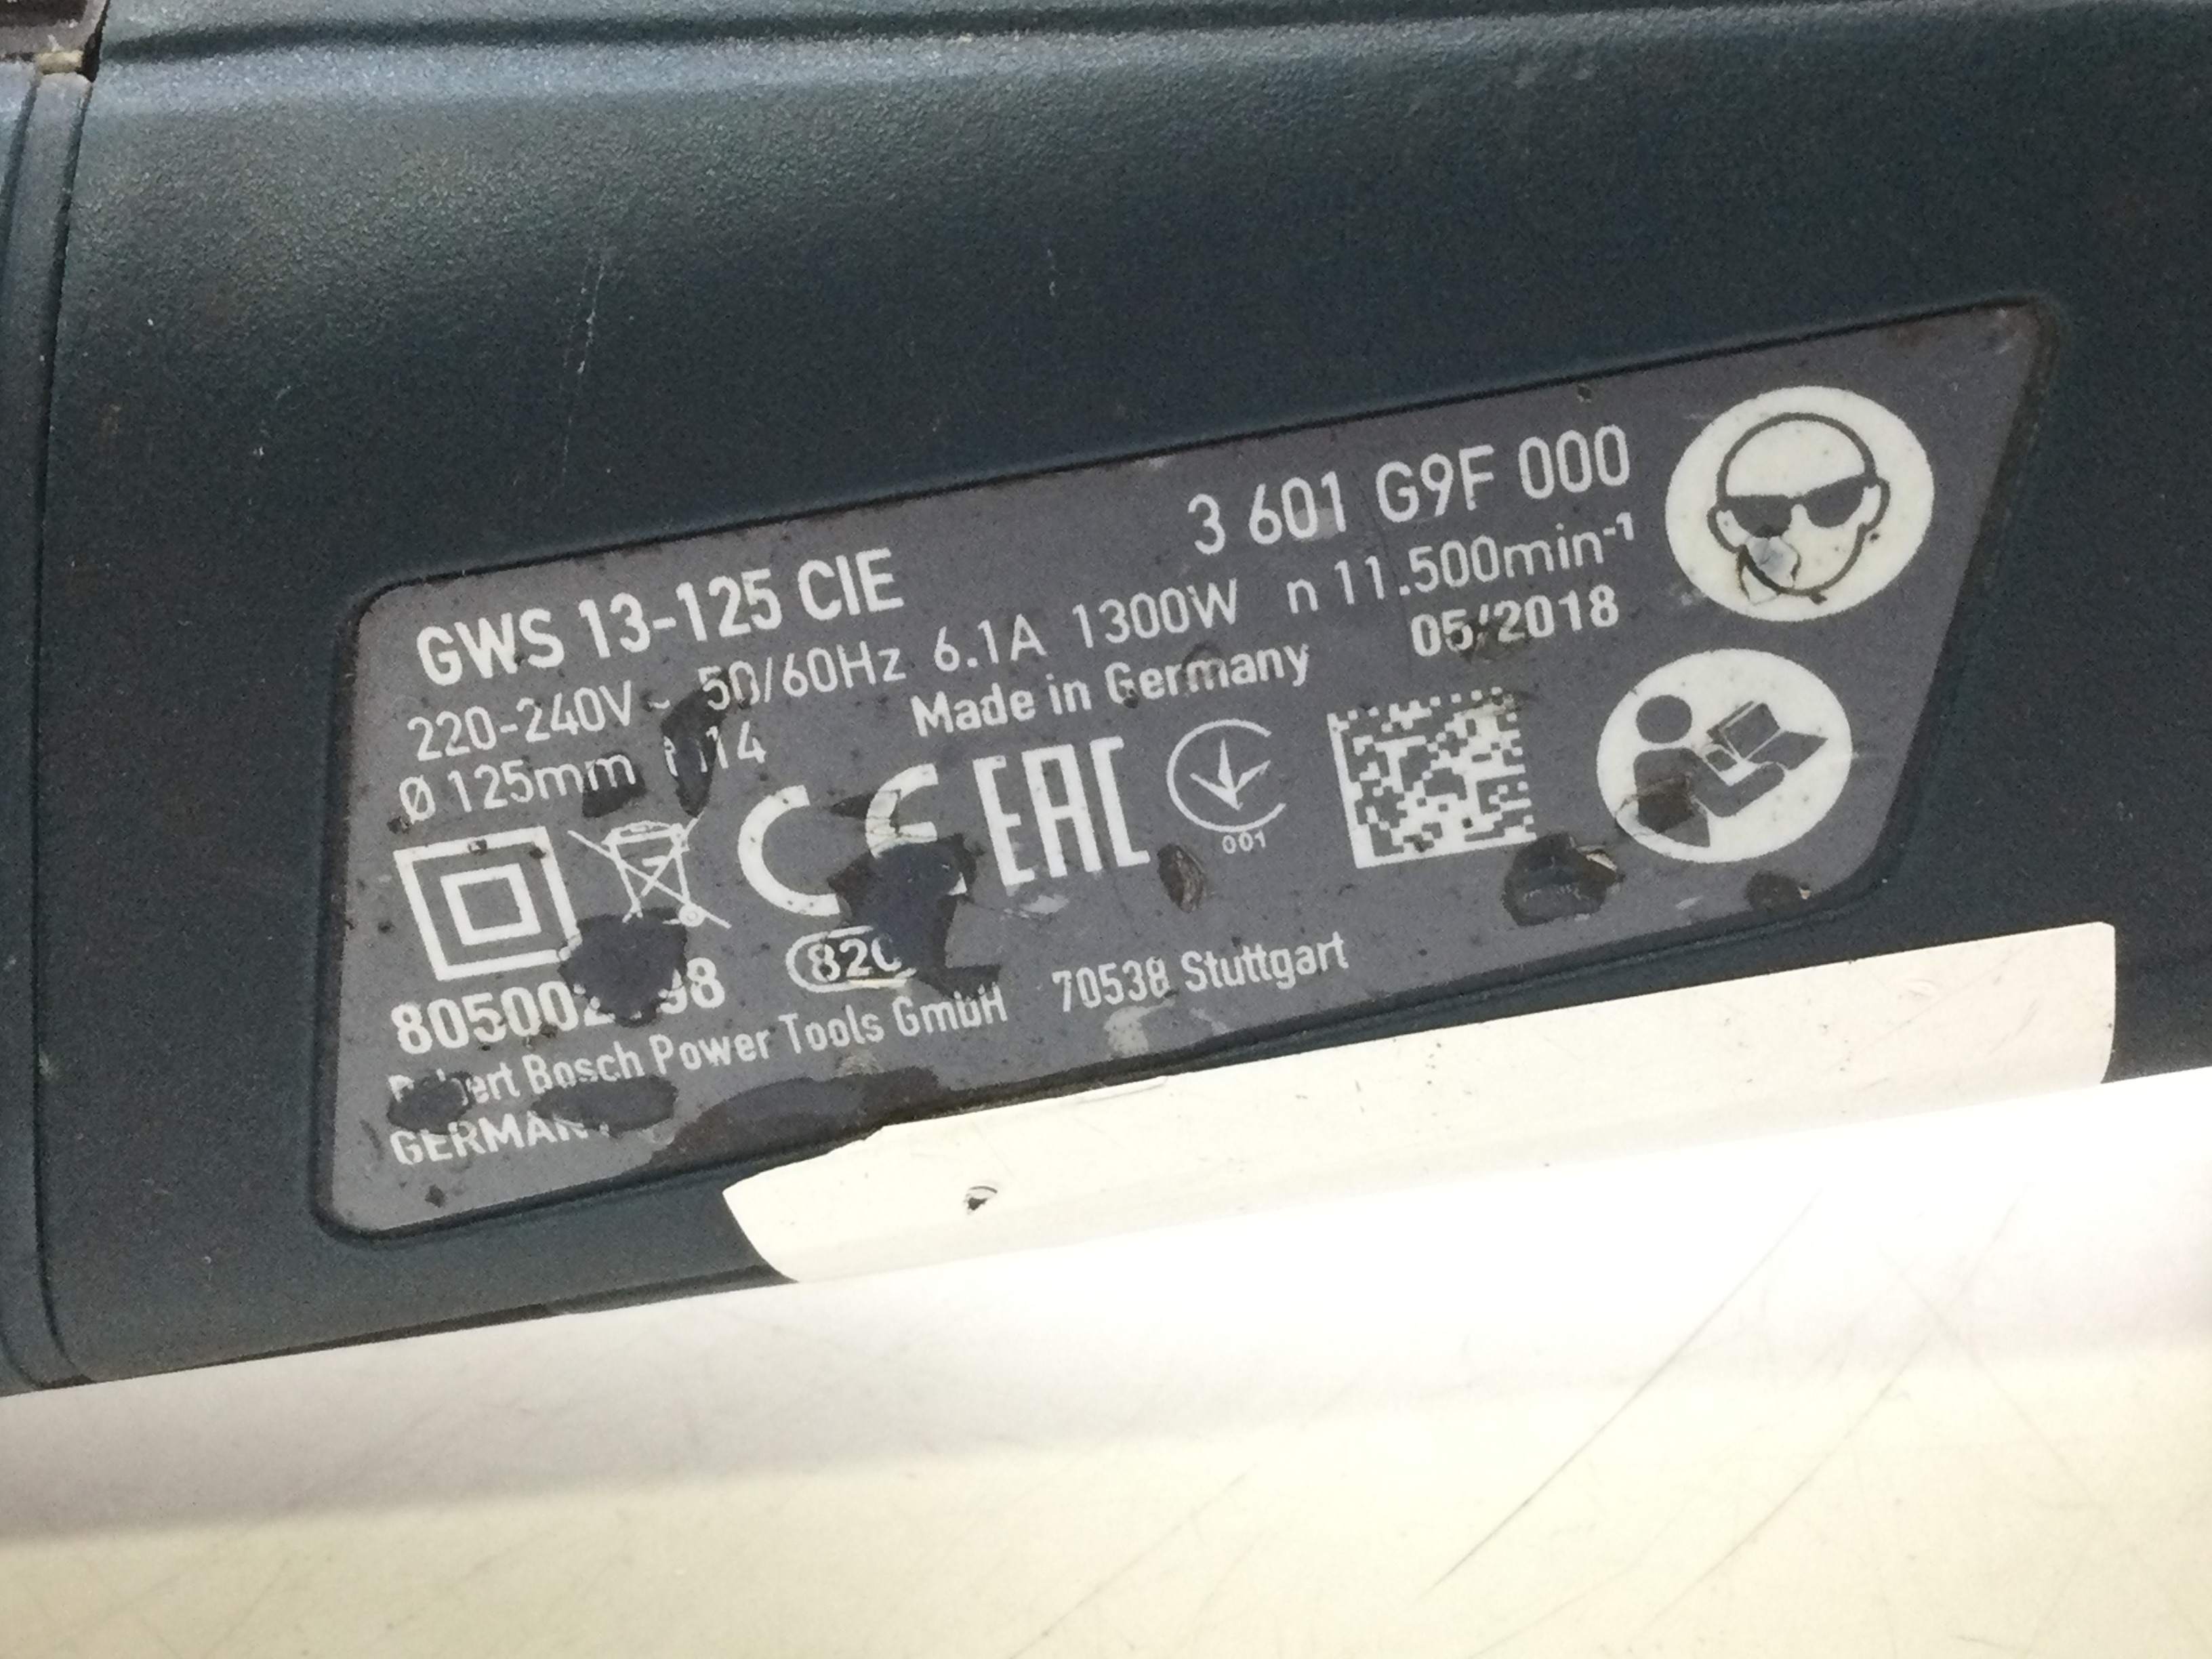 GWS 13-125 CIE 3 601 G9F 000
220-240V~ 50/60Hz 6.1A 1300W n 11.500min⁻¹
Ø 125mm Made in Germany 05/2018
CE EAC
001
70538 Stuttgart
Bosch Power Tools GmbH